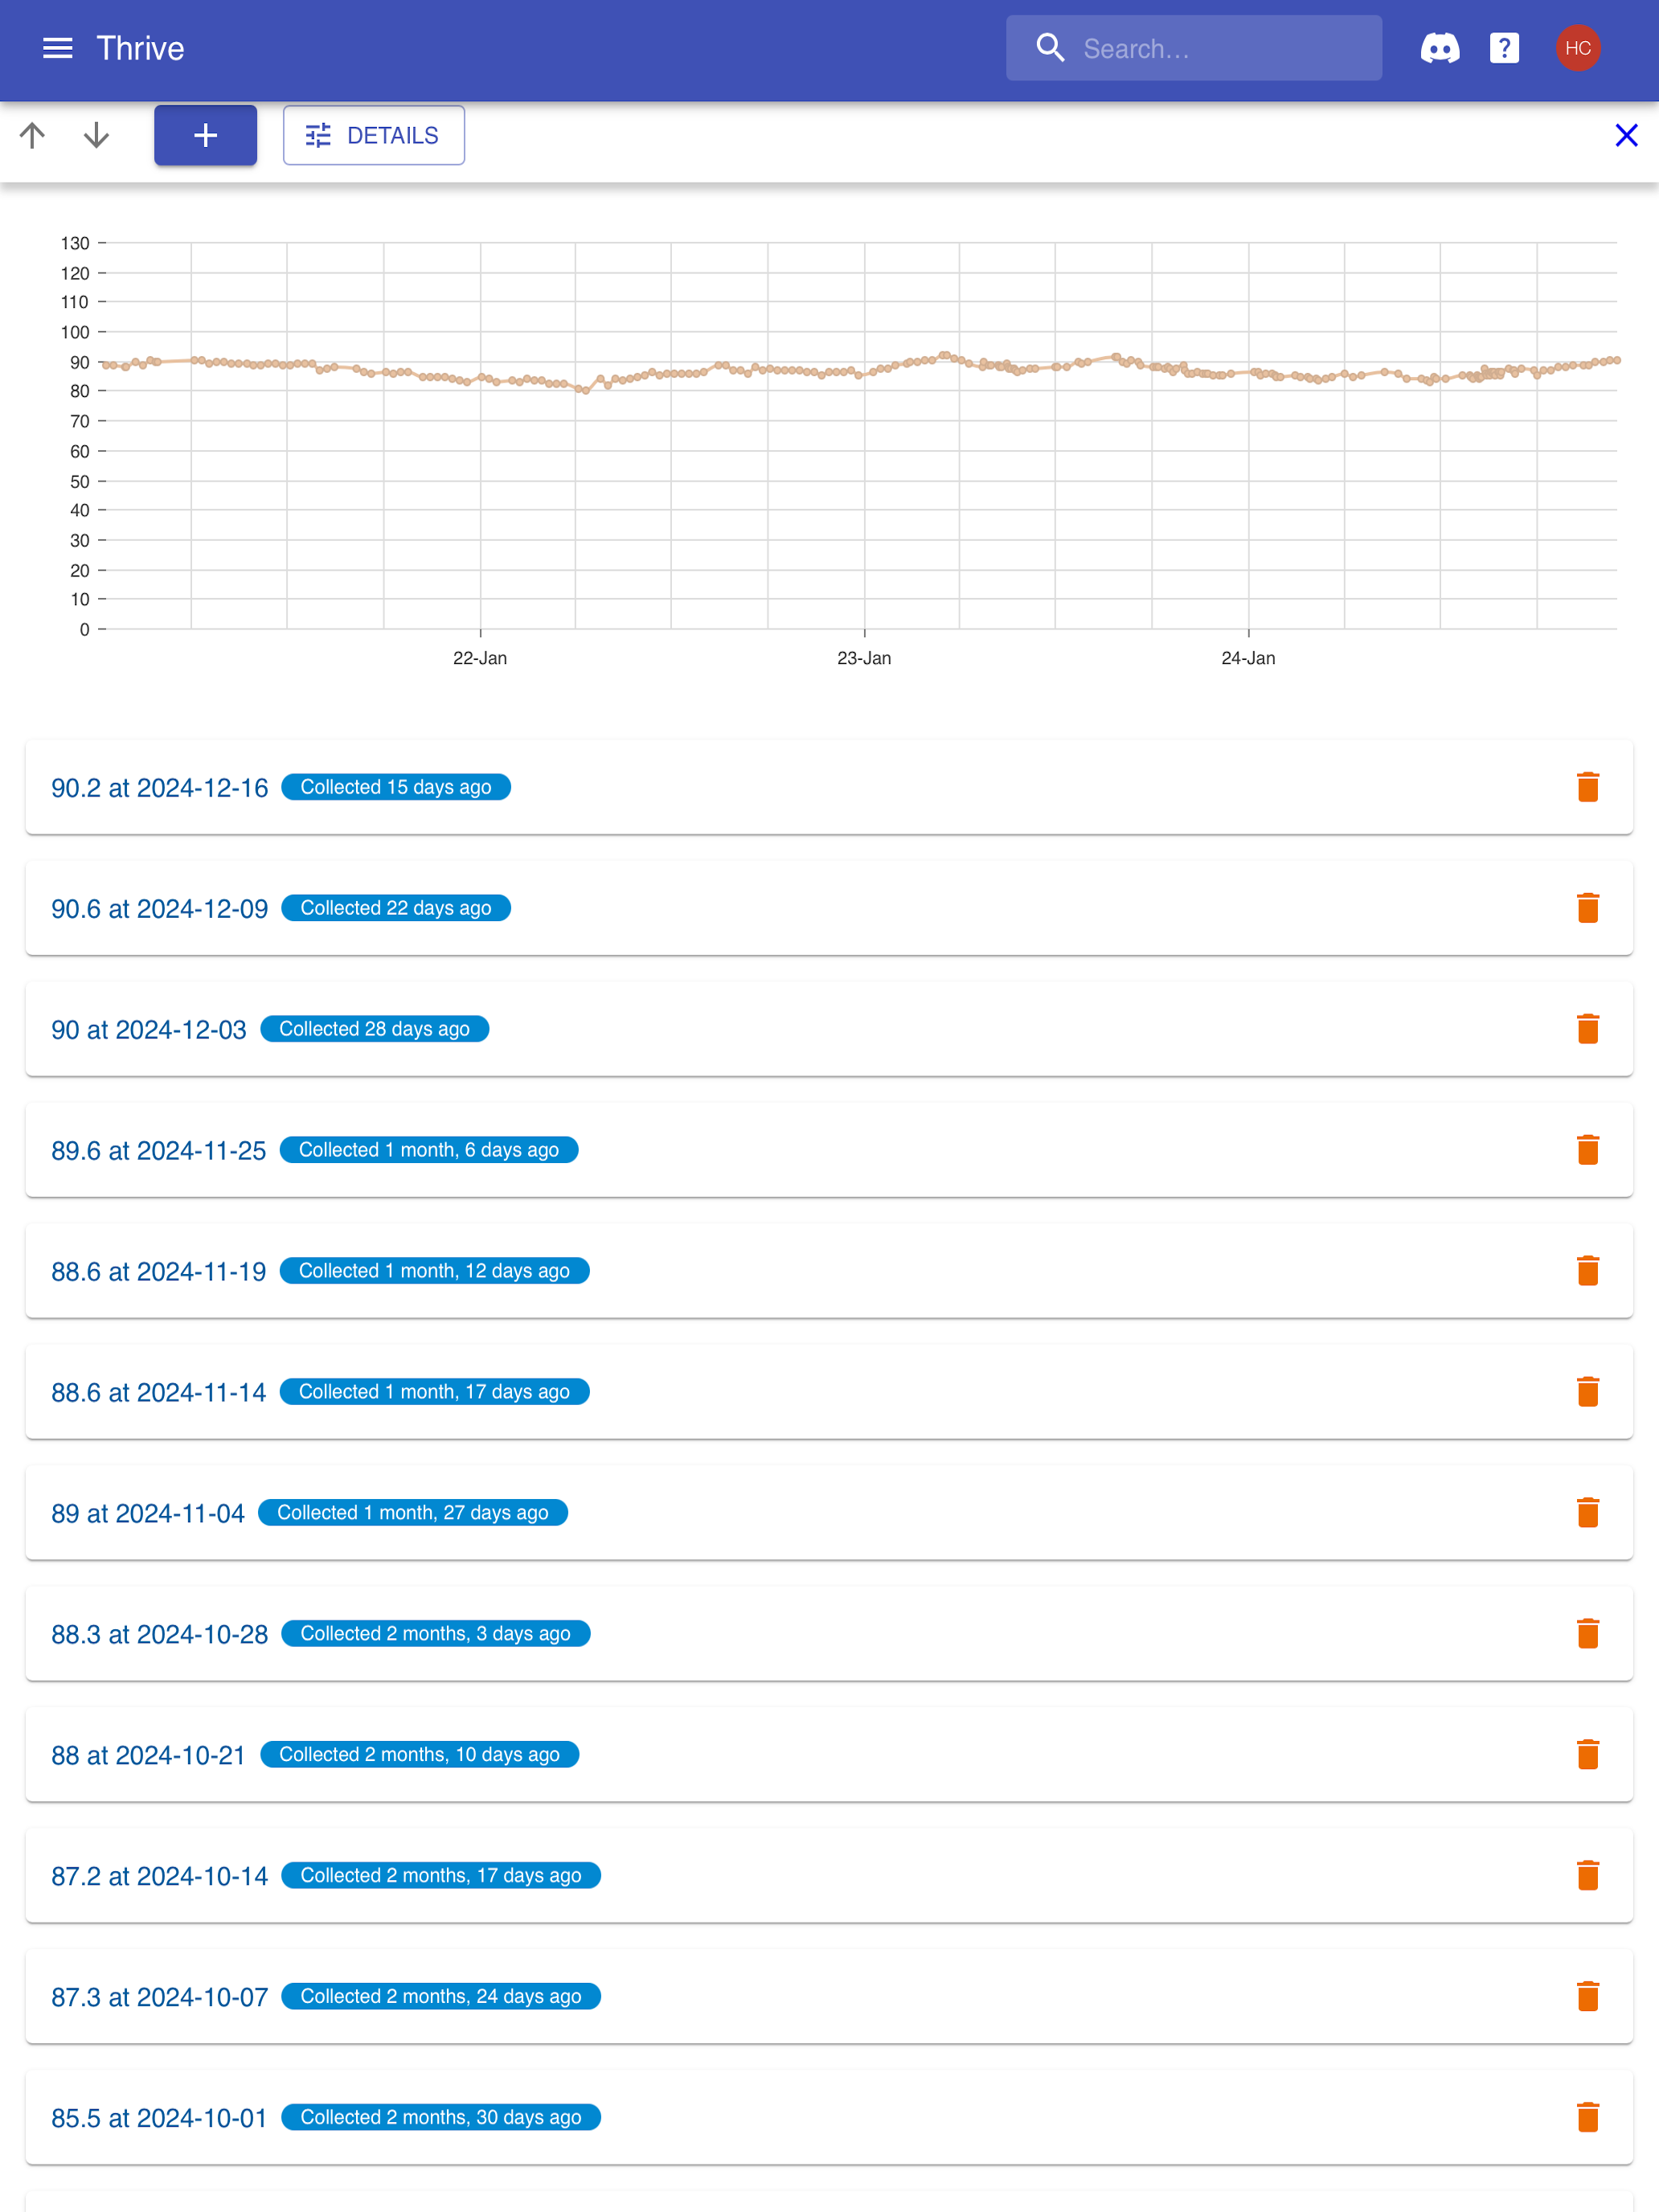 Thrive
Search…
?
HC
+ DETAILS
130
120
110
100
90
80
70
60
50
40
30
20
10
0
22-Jan 23-Jan 24-Jan
90.2 at 2024-12-16 Collected 15 days ago
90.6 at 2024-12-09 Collected 22 days ago
90 at 2024-12-03 Collected 28 days ago
89.6 at 2024-11-25 Collected 1 month, 6 days ago
88.6 at 2024-11-19 Collected 1 month, 12 days ago
88.6 at 2024-11-14 Collected 1 month, 17 days ago
89 at 2024-11-04 Collected 1 month, 27 days ago
88.3 at 2024-10-28 Collected 2 months, 3 days ago
88 at 2024-10-21 Collected 2 months, 10 days ago
87.2 at 2024-10-14 Collected 2 months, 17 days ago
87.3 at 2024-10-07 Collected 2 months, 24 days ago
85.5 at 2024-10-01 Collected 2 months, 30 days ago